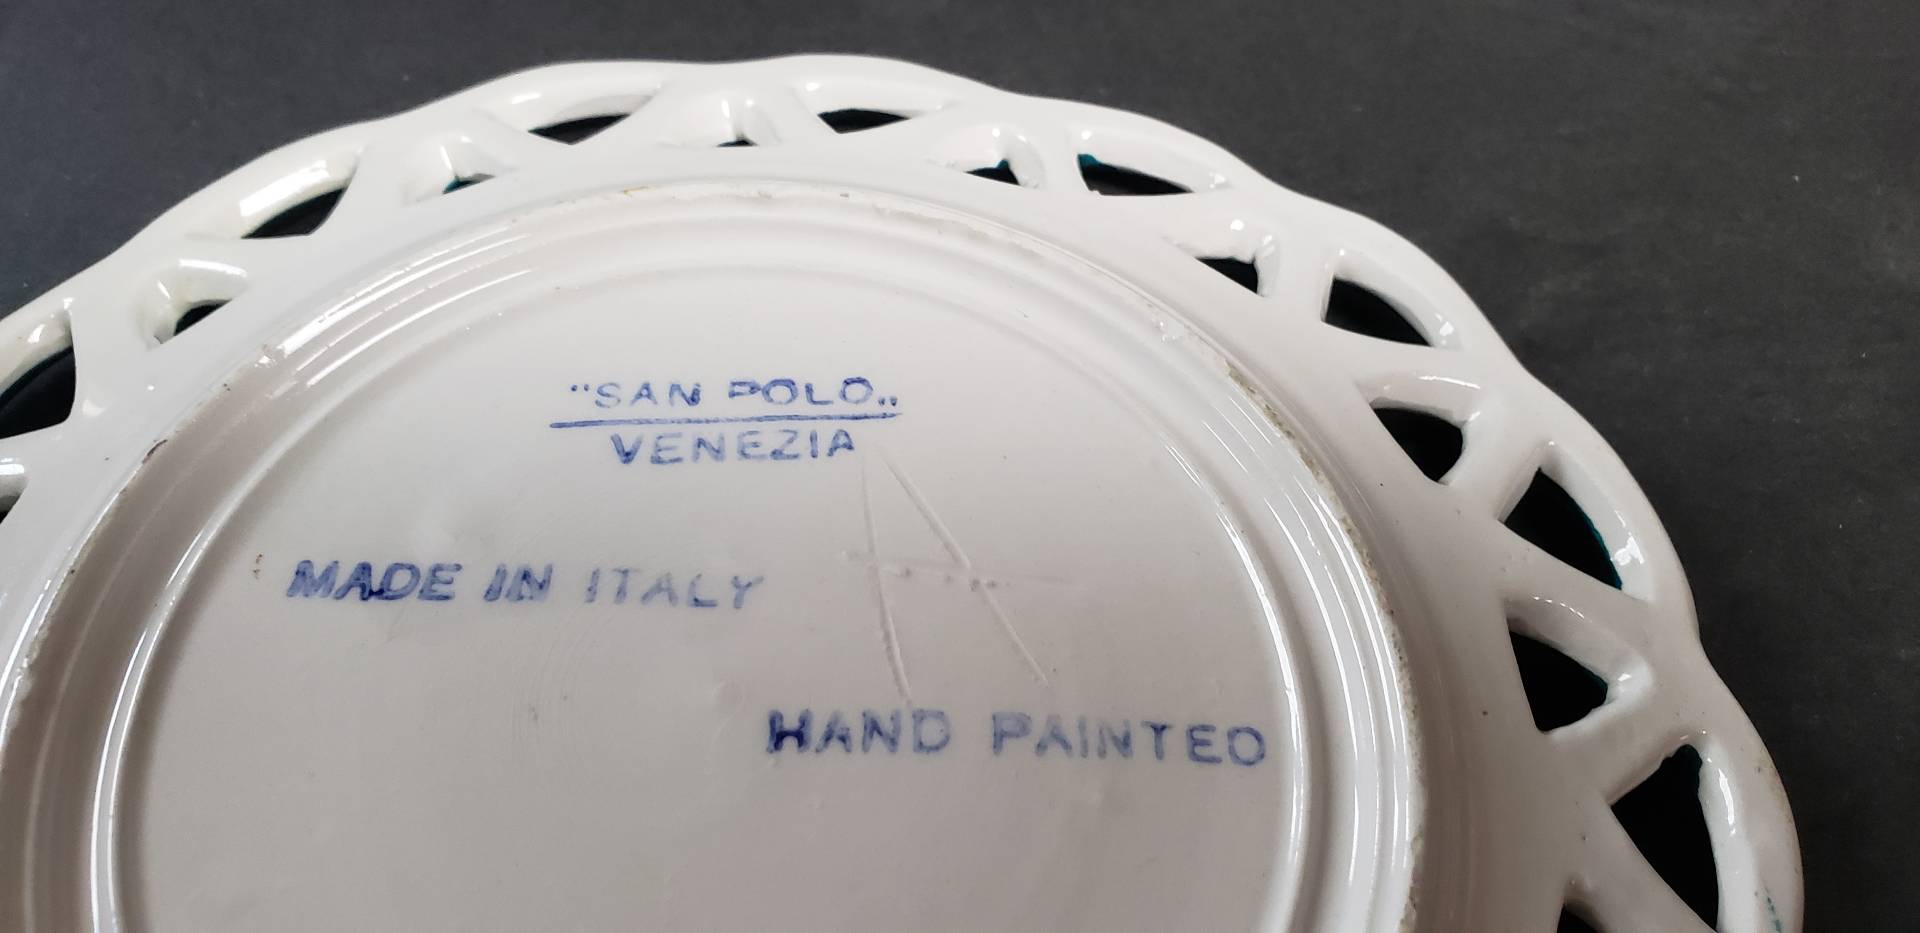 "SAN POLO„
VENEZIA
MADE IN ITALY
A
HAND PAINTED